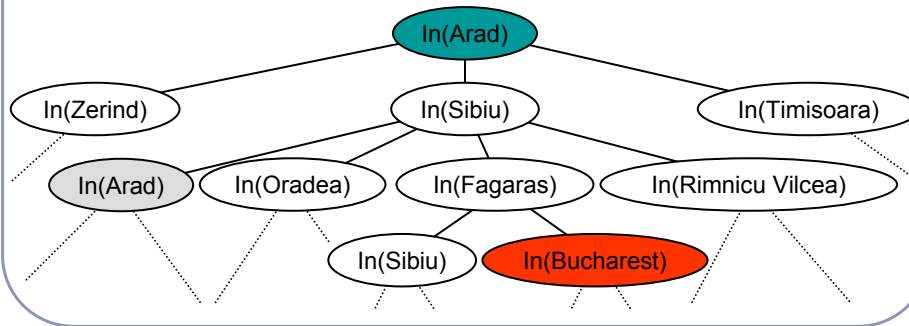 In(Arad)
In(Zerind)
In(Sibiu)
In(Timisoara)
In(Arad)
In(Oradea)
In(Fagaras)
In(Rimnicu Vilcea)
In(Sibiu)
In(Bucharest)